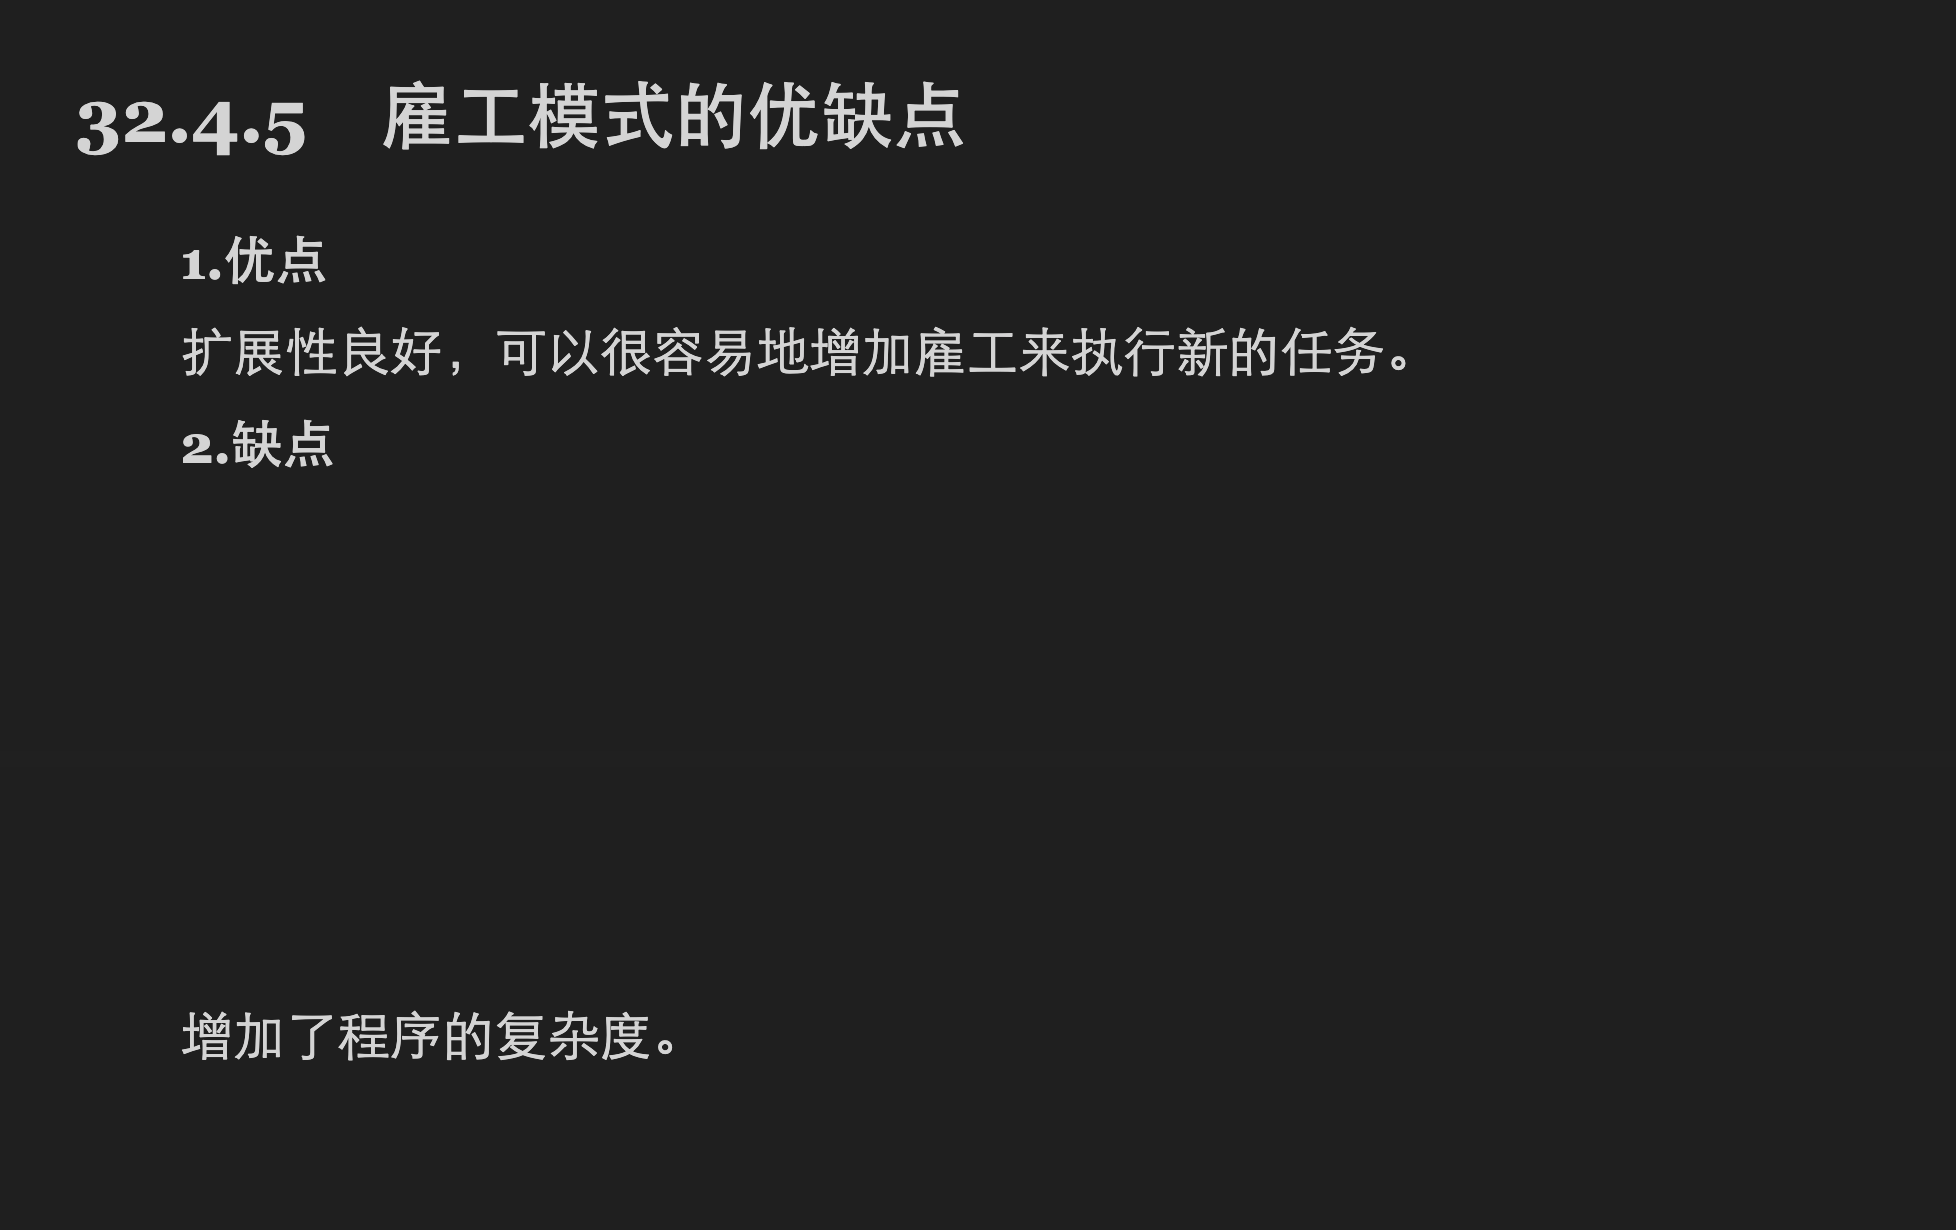 32.4.5 雇工模式的优缺点
1.优点
扩展性良好，可以很容易地增加雇工来执行新的任务。
2.缺点
增加了程序的复杂度。